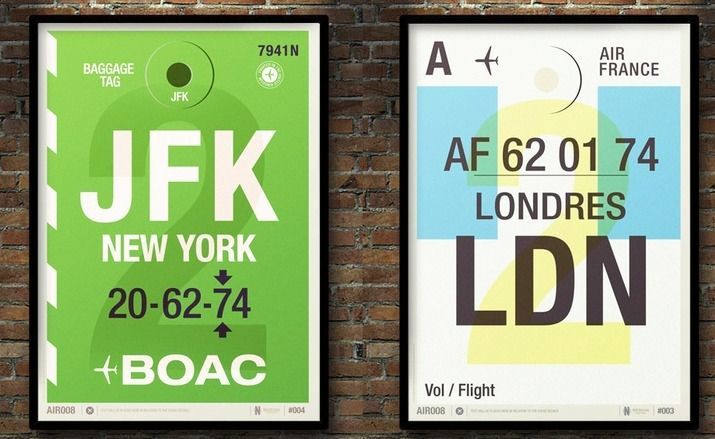 7941N
BAGGAGE
TAG
JFK
JFK
NEW YORK
20-62-74
BOAC
AIR008
N
#004
A
AIR
FRANCE
AF 62 01 74
LONDRES
LDN
Vol / Flight
AIR008
N
#003